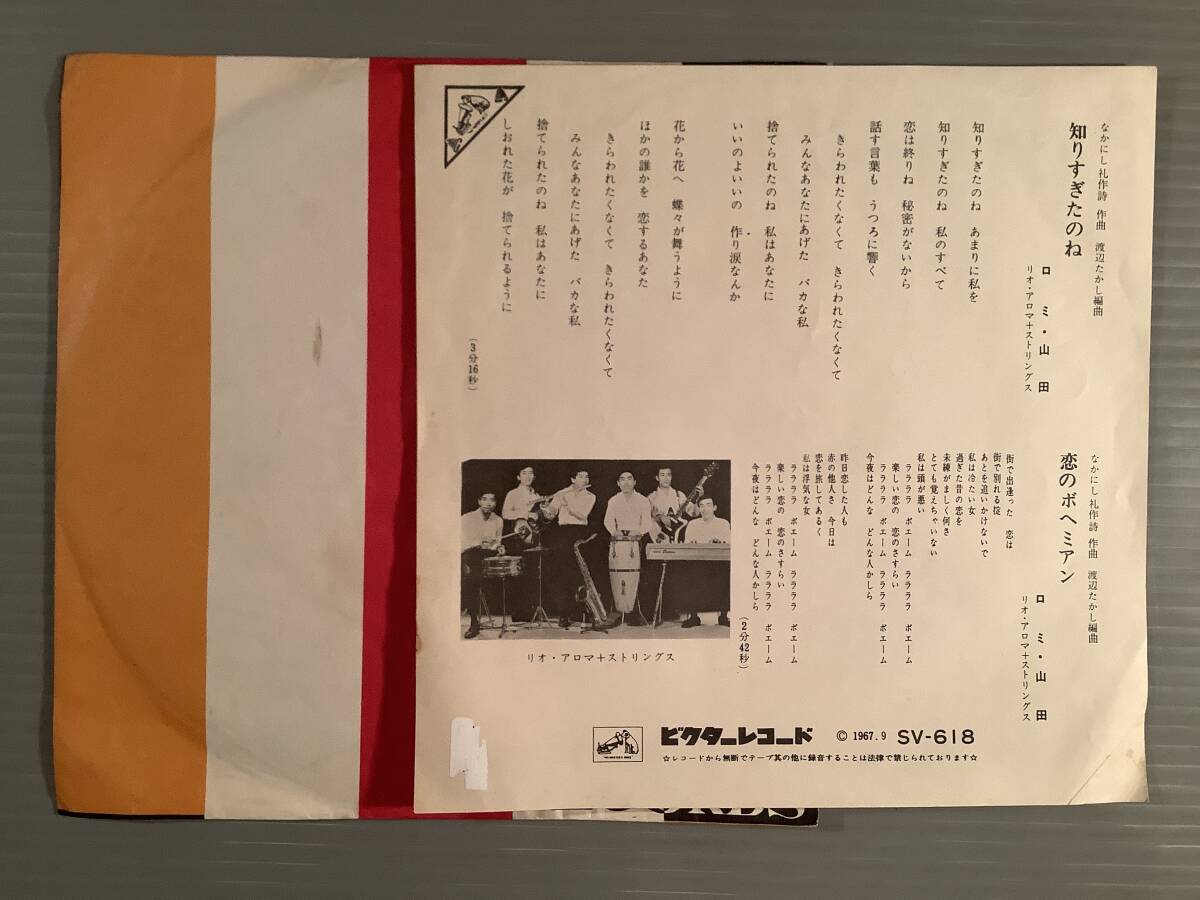 なかにし礼作詩 作曲 渡辺たかし編曲
知りすぎたのね
ロミ・山田
リオ・アロマ+ストリングス
知りすぎたのね あまりに私を
知りすぎたのね 私のすべて
恋は終りね 秘密がないから
話す言葉も うつろに響く
きらわれたくなくて きらわれたくなくて
みんなあなたにあげた バカな私
捨てられたのね 私はあなたに
いいのよいいの 作り涙なんか
花から花へ 蝶々が舞うように
ほかの誰かを 恋するあなた
きらわれたくなくて きらわれたくなくて
みんなあなたにあげた バカな私
捨てられたのね 私はあなたに
しおれた花が 捨てられるように
(3分16秒)
なかにし礼作詩 作曲 渡辺たかし編曲
恋のボヘミアン
ロミ・山田
リオ・アロマ+ストリングス
街で出逢った 恋は
街で別れる掟
あとを追いかけないで
私は冷たい女
過ぎた昔の恋を
未練がましく何さ
とても覚えちゃいない
私は頭が悪い
ララララ ボエーム ララララ ボエーム
楽しい恋の 恋のさすらい
ララララ ボエーム ララララ ボエーム
今夜はどんな どんな人かしら
昨日恋した人も
赤の他人さ 今日は
恋を旅してあるく
私は浮気な女
ララララ ボエーム ララララ ボエーム
楽しい恋の 恋のさすらい
ララララ ボエーム ララララ ボエーム
今夜はどんな どんな人かしら
(2分42秒)
リオ・アロマ+ストリングス
"HIS MASTER'S VOICE"
ビクターレコード © 1967.9 SV-618
☆レコードから無断でテープ其の他に録音することは法律で禁じられております☆